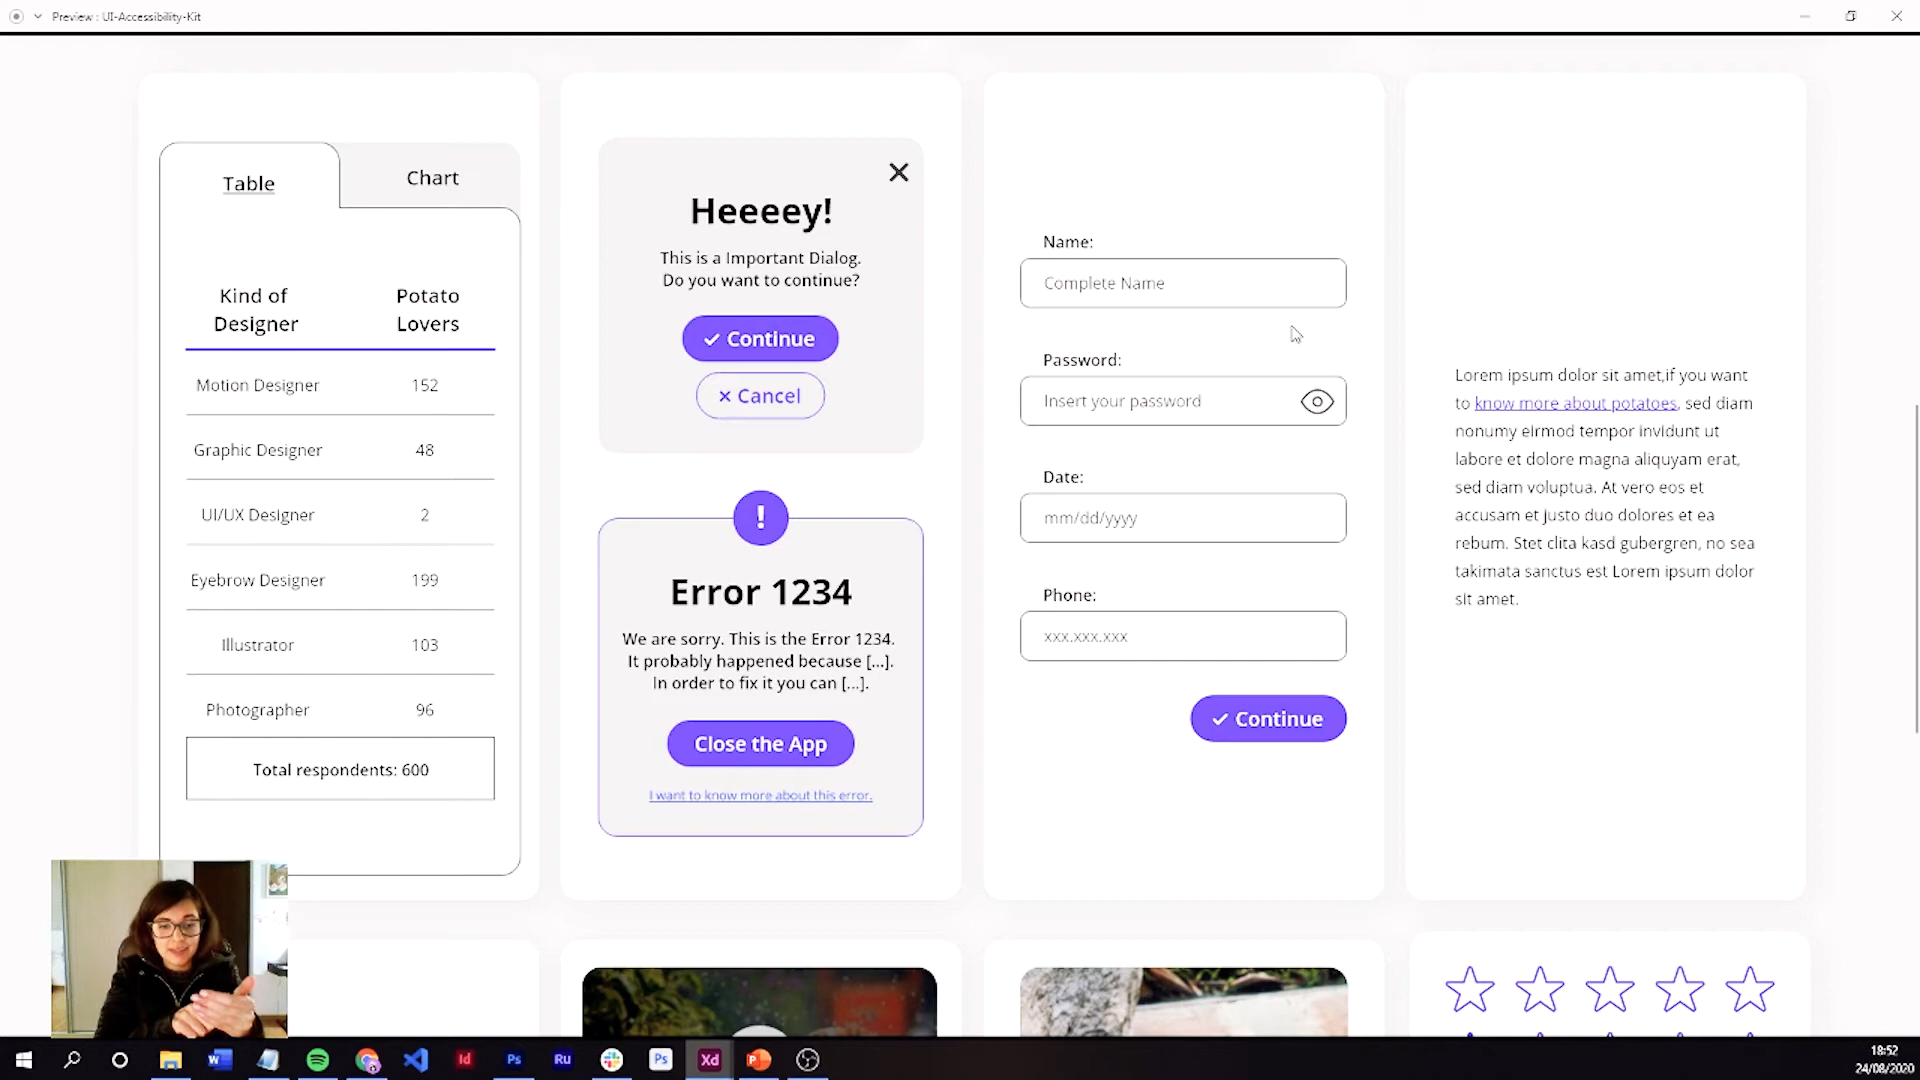 Preview : UI-Accessibility-Kit
Table
Chart
Kind of
Designer
Potato
Lovers
Motion Designer 152
Graphic Designer 48
UI/UX Designer 2
Eyebrow Designer 199
Illustrator 103
Photographer 96
Total respondents: 600
Heeeey!
This is a Important Dialog.
Do you want to continue?
Continue
Cancel
!
Error 1234
We are sorry. This is the Error 1234.
It probably happened because [...].
In order to fix it you can [...].
Close the App
I want to know more about this error.
Name:
Complete Name
Password:
Insert your password
Date:
mm/dd/yyyy
Phone:
xxx.xxx.xxx
Continue
Lorem ipsum dolor sit amet,if you want
to know more about potatoes, sed diam
nonumy eirmod tempor invidunt ut
labore et dolore magna aliquyam erat,
sed diam voluptua. At vero eos et
accusam et justo duo dolores et ea
rebum. Stet clita kasd gubergren, no sea
takimata sanctus est Lorem ipsum dolor
sit amet.
W
Id
Ps
Ru
Ps
Xd
P
18:52
24/08/2020